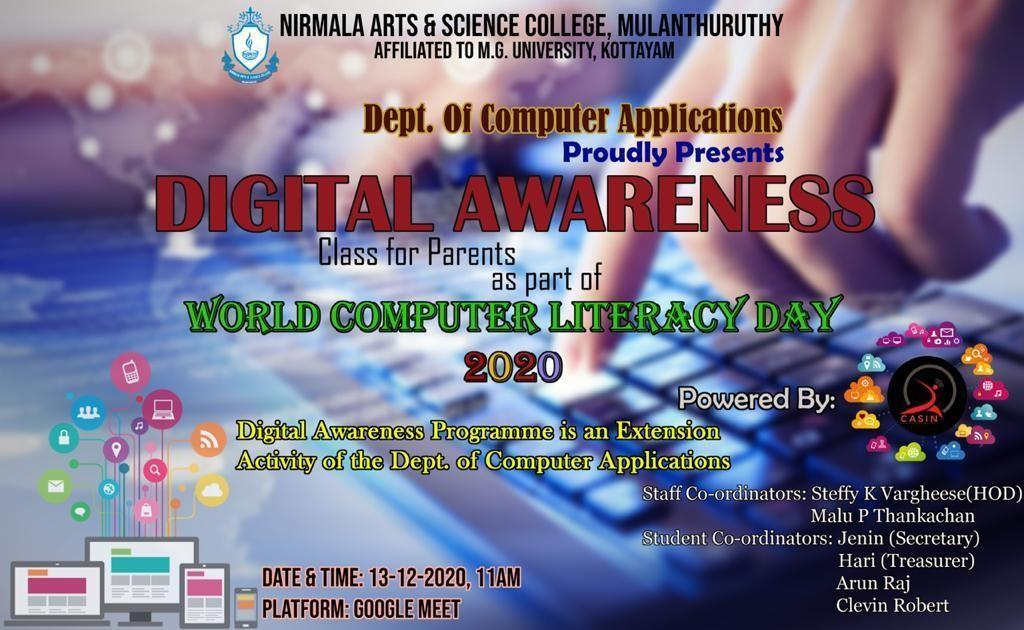 NIRMALA ARTS & SCIENCE COLLEGE, MULANTHURUTHY
AFFILIATED TO M.G. UNIVERSITY, KOTTAYAM
Dept. Of Computer Applications
Proudly Presents
DIGITAL AWARENESS
Class for Parents
as part of
WORLD COMPUTER LITERACY DAY
2020
Powered By:
CASIN
Digital Awareness Programme is an Extension
Activity of the Dept. of Computer Applications
Staff Co-ordinators: Steffy K Vargheese(HOD)
Malu P Thankachan
Student Co-ordinators: Jenin (Secretary)
Hari (Treasurer)
Arun Raj
Clevin Robert
DATE & TIME: 13-12-2020, 11AM
PLATFORM: GOOGLE MEET